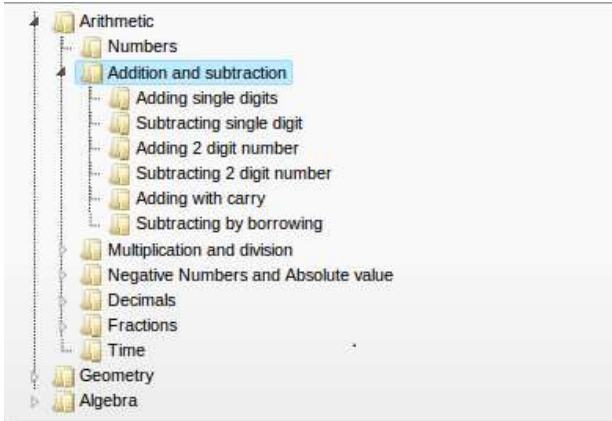 Arithmetic
Numbers
Addition and subtraction
Adding single digits
Subtracting single digit
Adding 2 digit number
Subtracting 2 digit number
Adding with carry
Subtracting by borrowing
Multiplication and division
Negative Numbers and Absolute value
Decimals
Fractions
Time
Geometry
Algebra